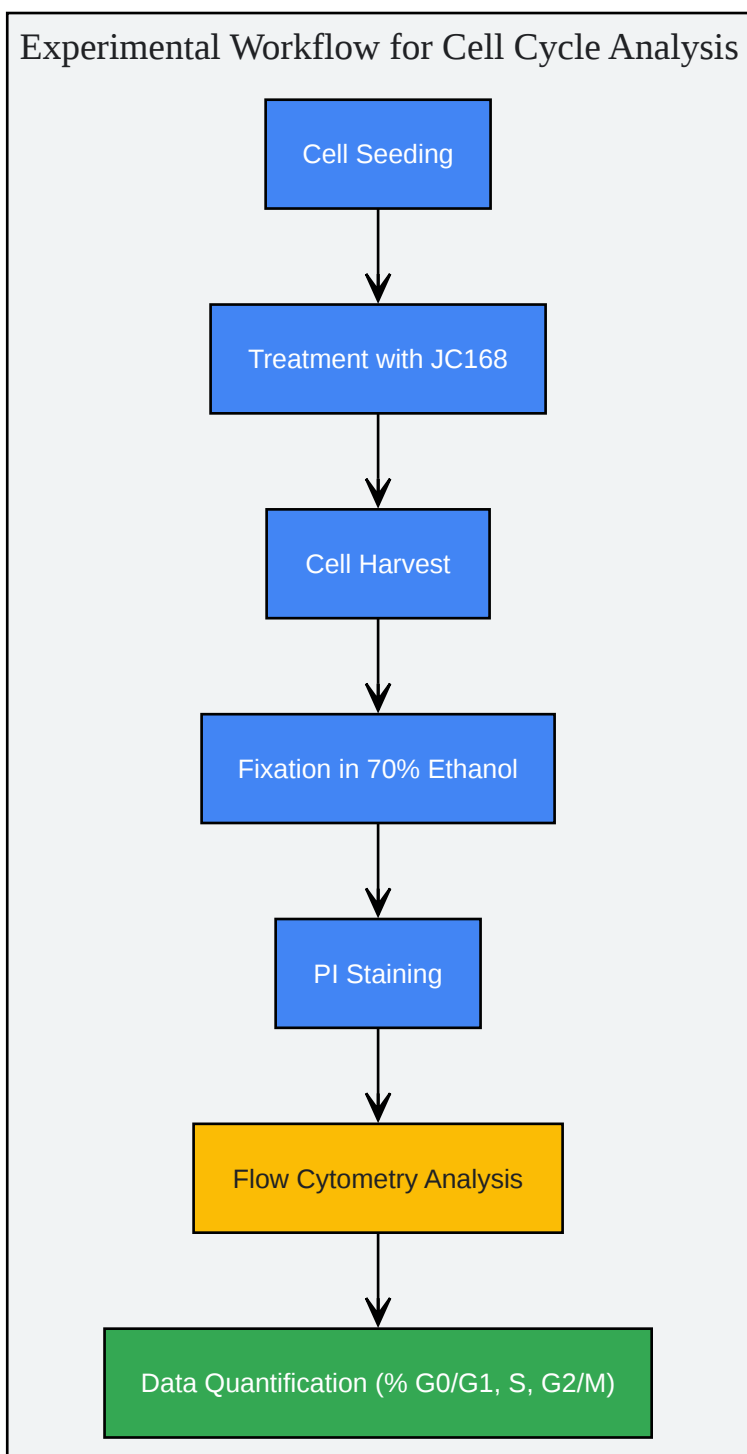 Experimental Workflow for Cell Cycle Analysis
Cell Seeding
Treatment with JC168
Cell Harvest
Fixation in 70% Ethanol
PI Staining
Flow Cytometry Analysis
Data Quantification (% G0/G1, S, G2/M)